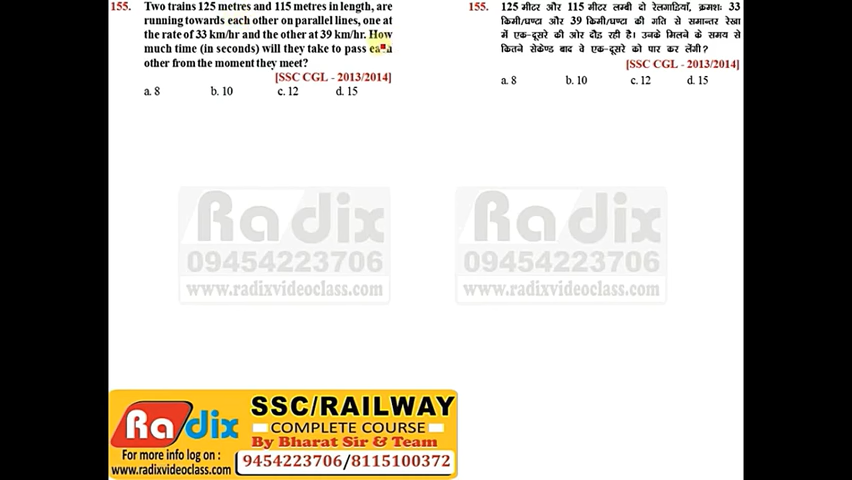 155. Two trains 125 metres and 115 metres in length, are
running towards each other on parallel lines, one at
the rate of 33 km/hr and the other at 39 km/hr. How
much time (in seconds) will they take to pass
other from the moment they meet?
[SSC CGL - 2013/2014]
a. 8 b. 10 c. 12 d. 15
155. 125 मीटर और 115 मीटर लम्बी दो रेलगाडियाँ, क्रमशः 33
किमी/घण्टा और 39 किमी/घण्टा की गति से समान्तर रेखा
में एक-दूसरे की ओर दौड़ रही है। उनके मिलने के समय से
कितने सेकेण्ड बाद वे एक-दूसरे को पार कर लेंगी?
[SSC CGL - 2013/2014]
a. 8 b. 10 c. 12 d. 15
Radix
09454223706
www.radixvideoclass.com
Radix
09454223706
www.radixvideoclass.com
Radix
For more info log on :
www.radixvideoclass.com
SSC/RAILWAY
COMPLETE COURSE
By Bharat Sir & Team
9454223706/8115100372